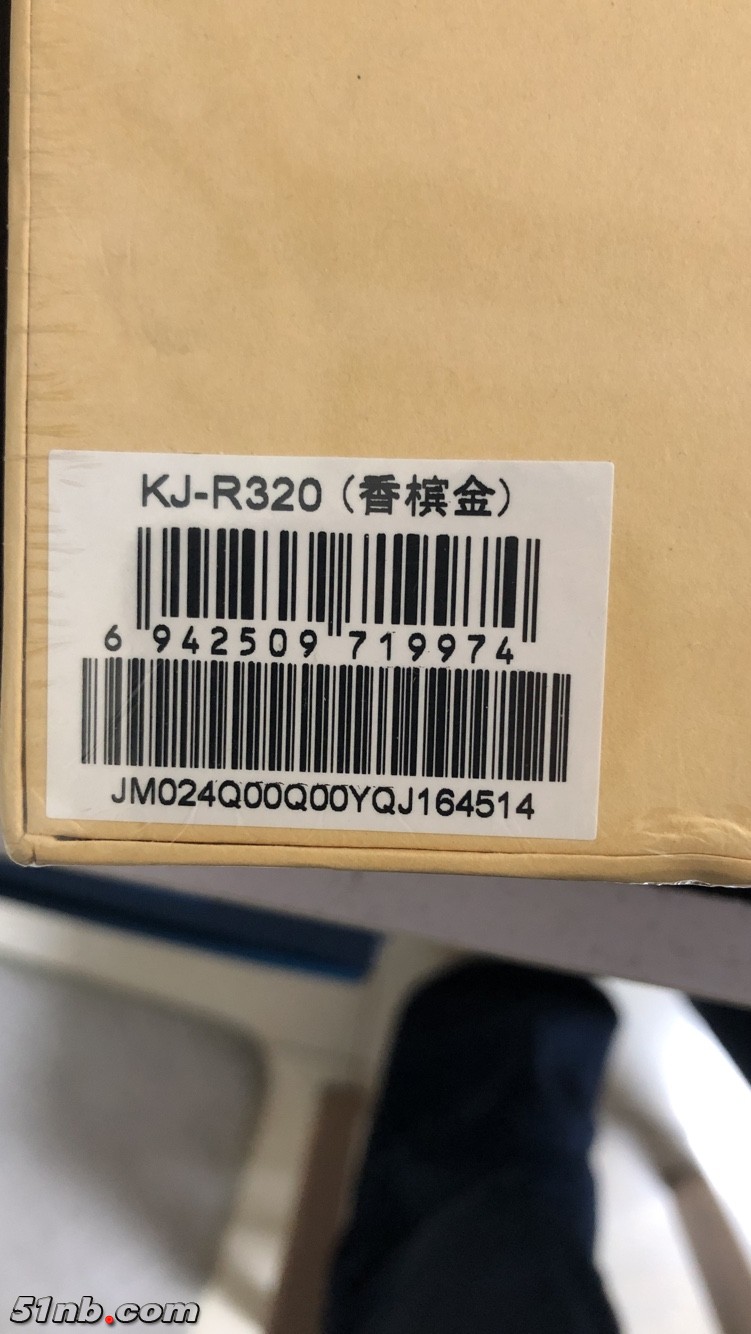 KJ-R320 (香槟金)
6 942509 719974
JM024Q00Q00YQJ164514
51nb.com